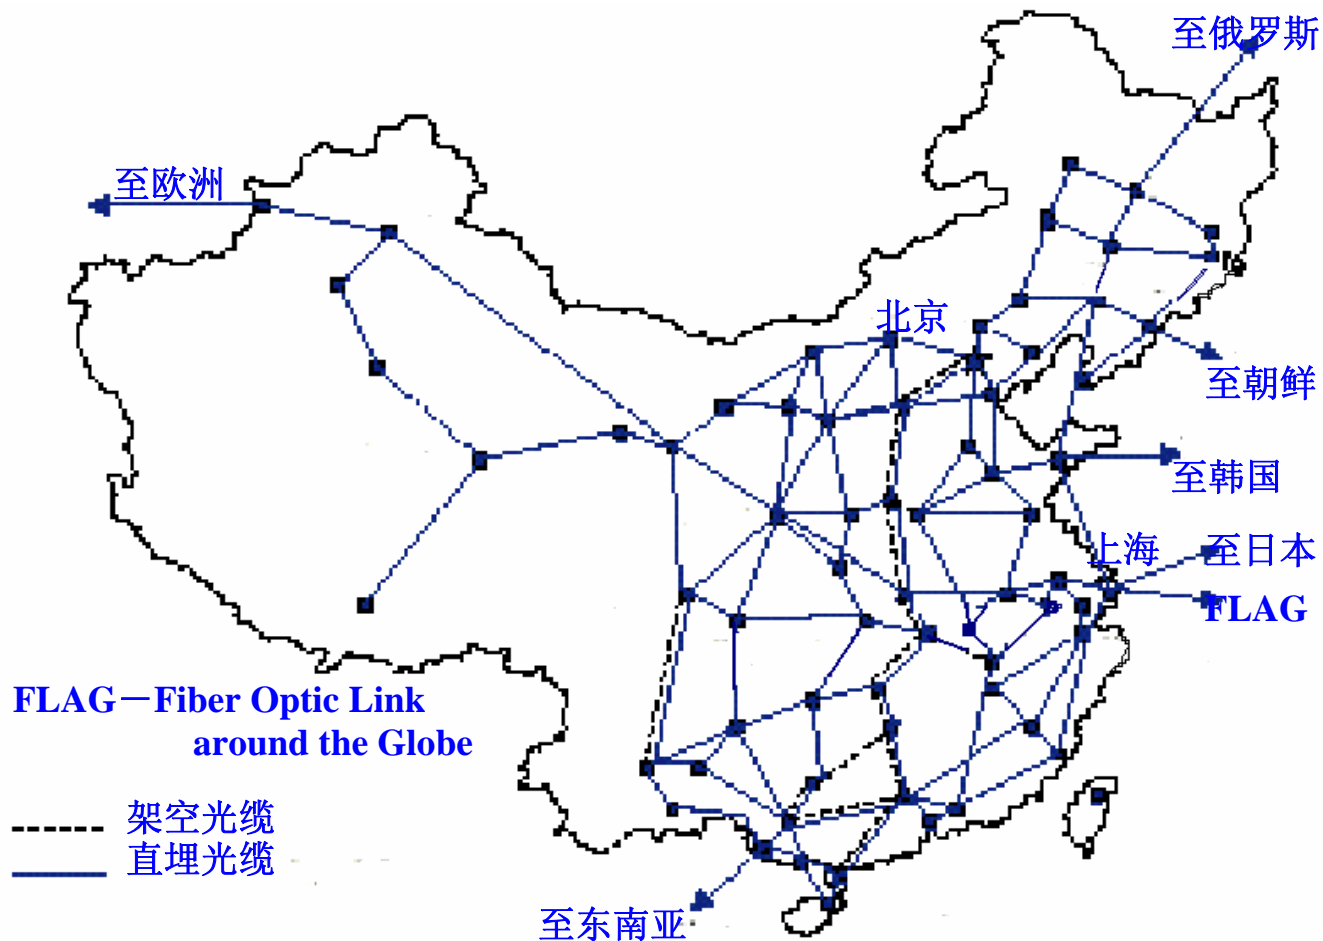 至俄罗斯
至欧洲
北京
至朝鲜
至韩国
上海
至日本
FLAG
FLAG－Fiber Optic Link
around the Globe
架空光缆
直埋光缆
至东南亚